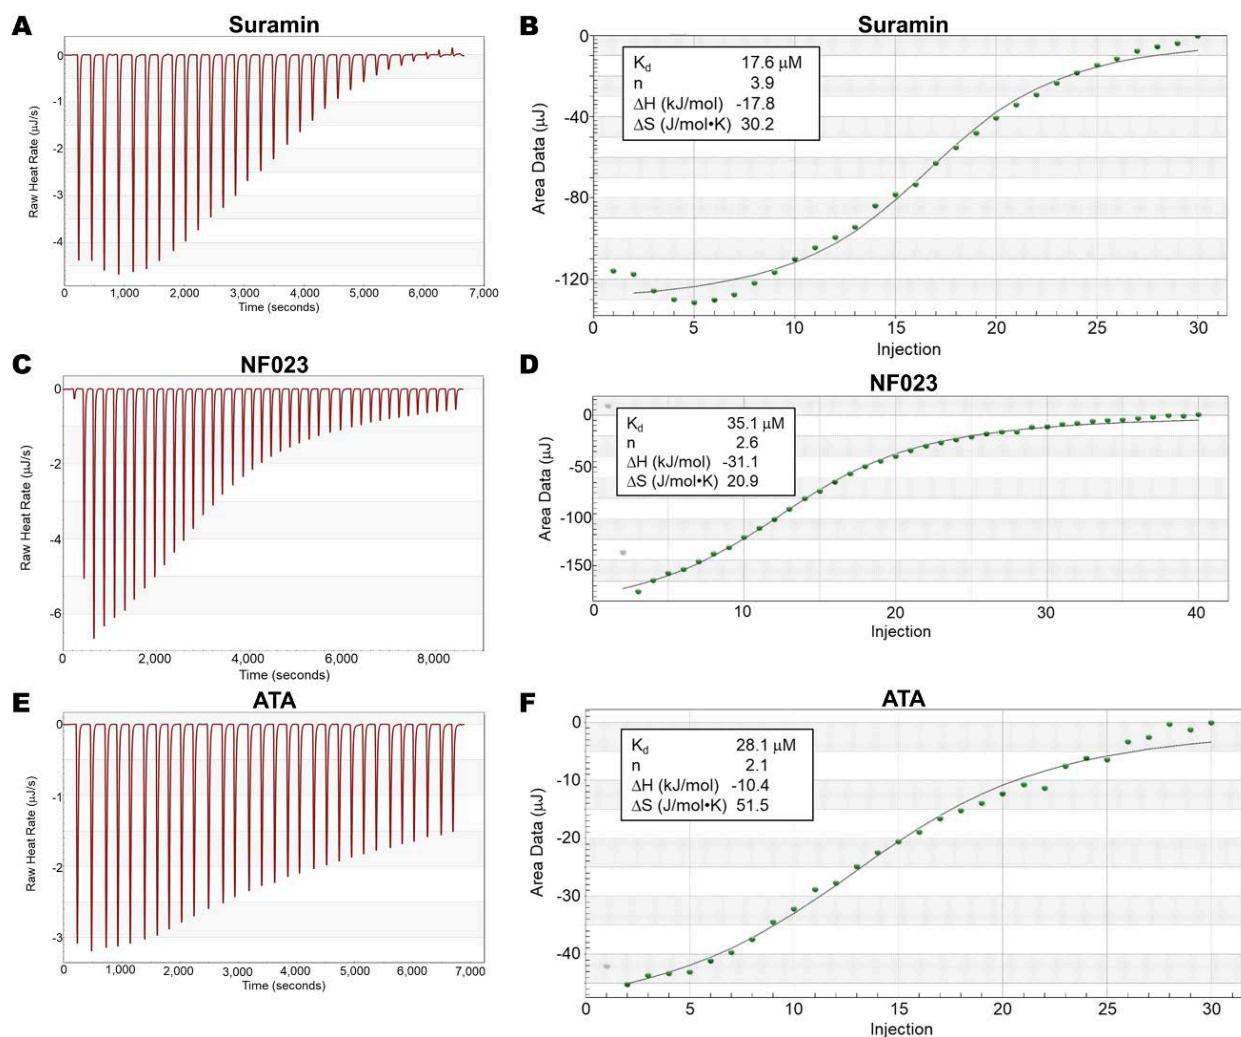 A
Suramin
Raw Heat Rate (µJ/s)
0
-1
-2
-3
-4
0
1,000
2,000
3,000
4,000
5,000
6,000
7,000
Time (seconds)
B
Suramin
Area Data (µJ)
0
-40
-80
-120
Kd 17.6 µM
n 3.9
ΔH (kJ/mol) -17.8
ΔS (J/mol•K) 30.2
0
5
10
15
20
25
30
Injection
C
NF023
Raw Heat Rate (µJ/s)
0
-2
-4
-6
0
2,000
4,000
6,000
8,000
Time (seconds)
D
NF023
Area Data (µJ)
0
-50
-100
-150
Kd 35.1 µM
n 2.6
ΔH (kJ/mol) -31.1
ΔS (J/mol•K) 20.9
0
10
20
30
40
Injection
E
ATA
Raw Heat Rate (µJ/s)
0
-1
-2
-3
0
1,000
2,000
3,000
4,000
5,000
6,000
7,000
Time (seconds)
F
ATA
Area Data (µJ)
0
-10
-20
-30
-40
Kd 28.1 µM
n 2.1
ΔH (kJ/mol) -10.4
ΔS (J/mol•K) 51.5
0
5
10
15
20
25
30
Injection